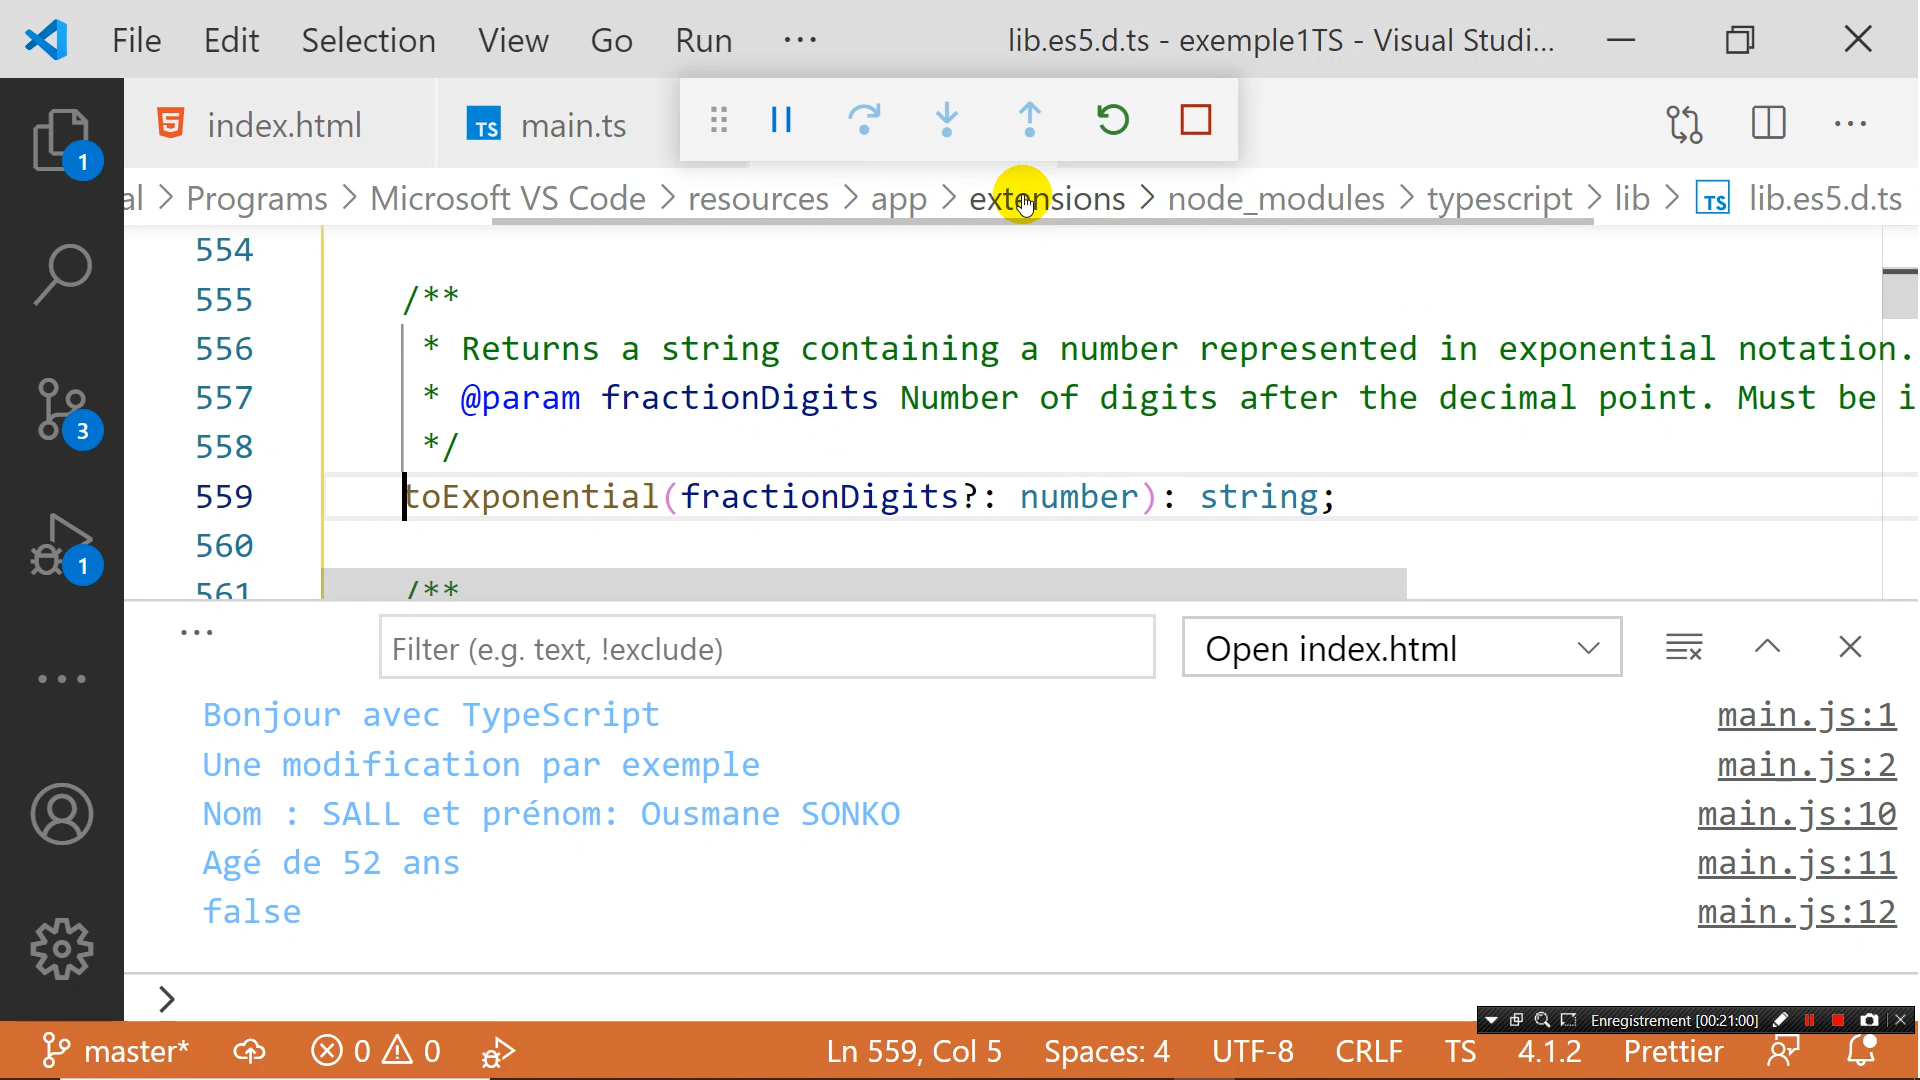 File Edit Selection View Go Run ··· lib.es5.d.ts - exemple1TS - Visual Studi...
index.html TS main.ts
al > Programs > Microsoft VS Code > resources > app > extensions > node_modules > typescript > lib > TS lib.es5.d.ts
554
555 /**
556 * Returns a string containing a number represented in exponential notation.
557 * @param fractionDigits Number of digits after the decimal point. Must be i
558 */
559 toExponential(fractionDigits?: number): string;
560
561 /**
1
3
1
Filter (e.g. text, !exclude) Open index.html
Bonjour avec TypeScript main.js:1
Une modification par exemple main.js:2
Nom : SALL et prénom: Ousmane SONKO main.js:10
Agé de 52 ans main.js:11
false main.js:12
>
Enregistrement [00:21:00]
master* 0 0 Ln 559, Col 5 Spaces: 4 UTF-8 CRLF TS 4.1.2 Prettier